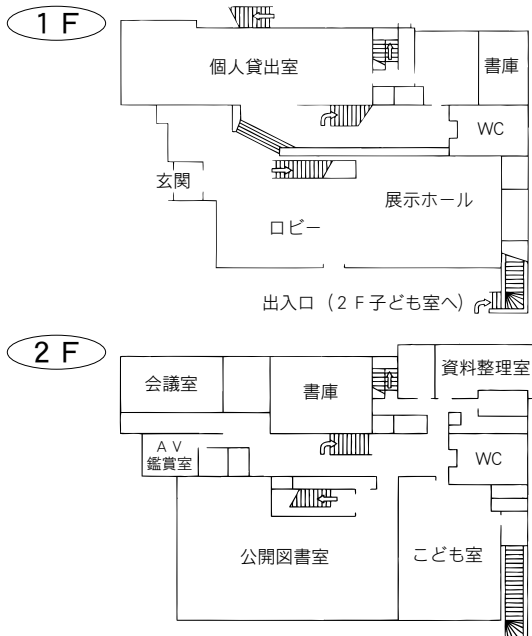 1F
個人貸出室
書庫
WC
玄関
展示ホール
ロビー
出入口（2F子ども室へ）
2F
会議室
書庫
資料整理室
AV
鑑賞室
WC
公開図書室
こども室